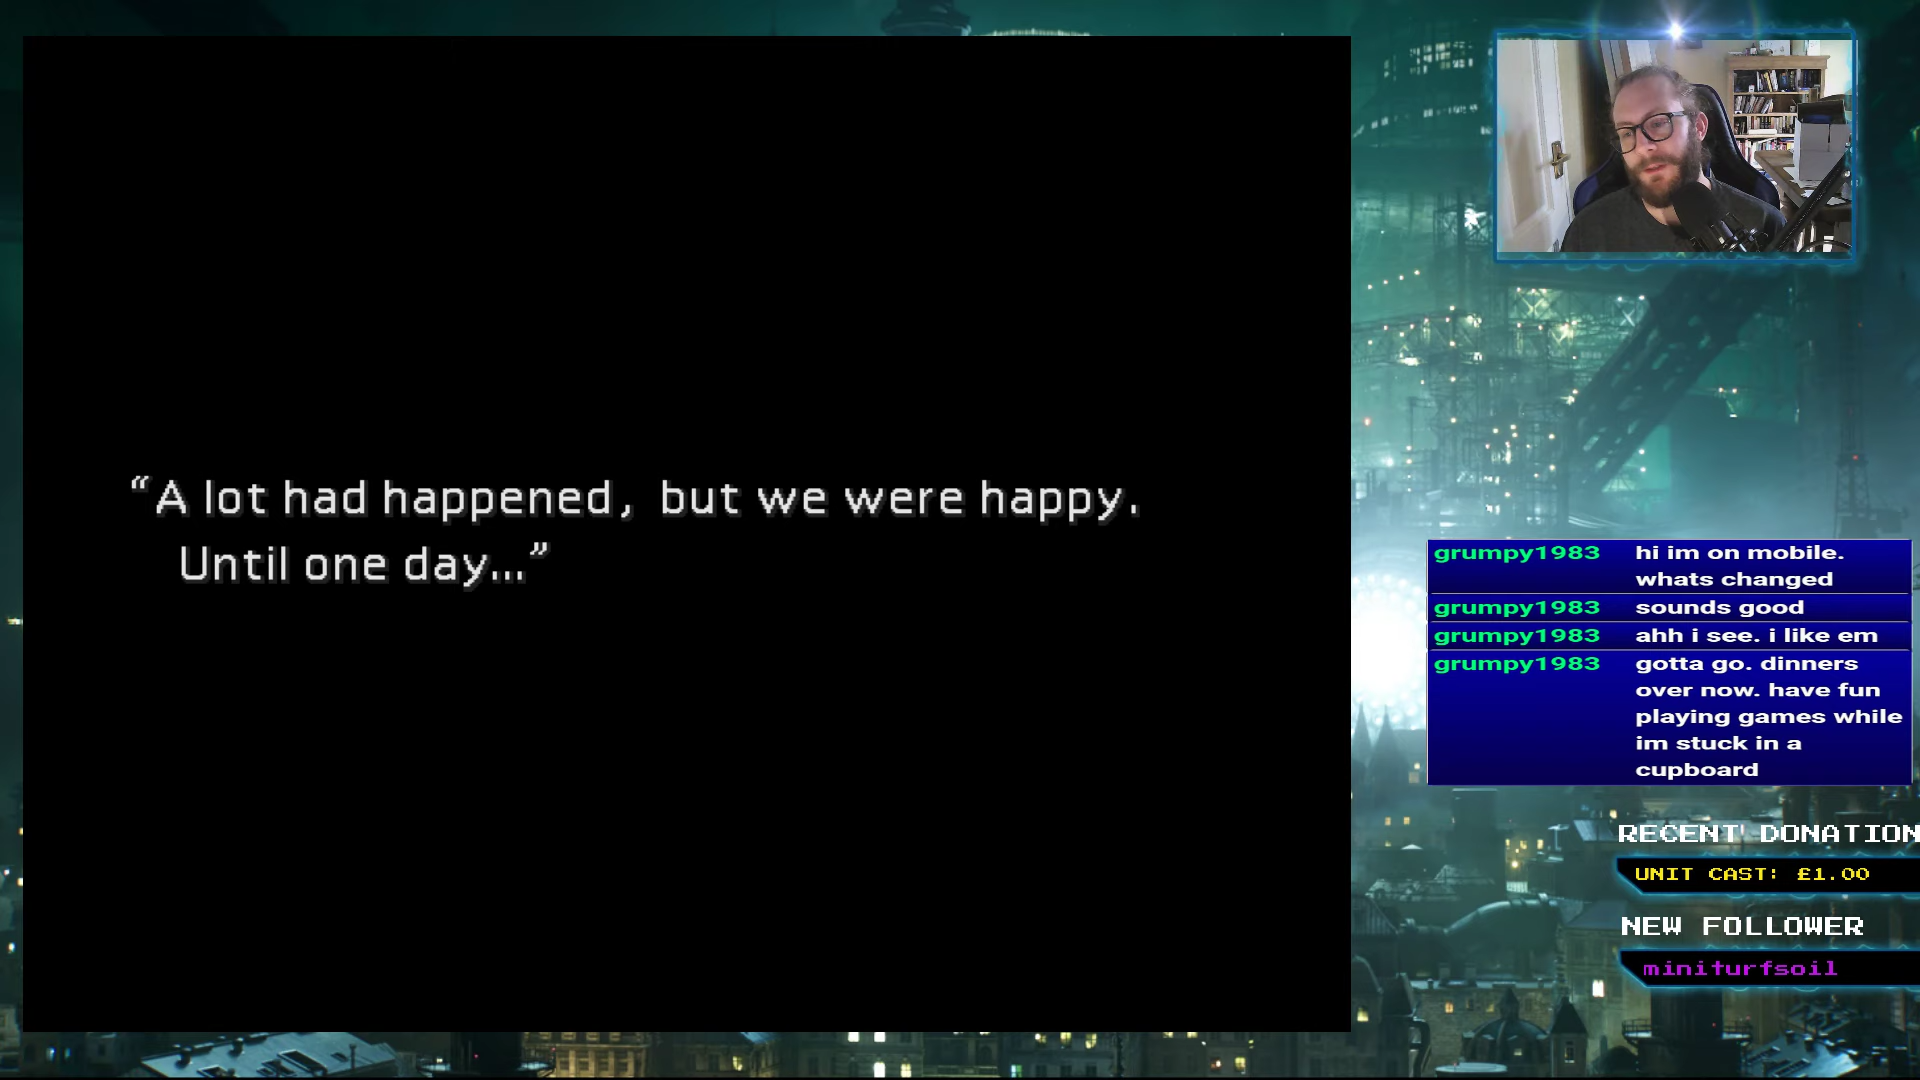 “A lot had happened, but we were happy.
Until one day...”
grumpy1983 hi im on mobile.
whats changed
grumpy1983 sounds good
grumpy1983 ahh i see. i like em
grumpy1983 gotta go. dinners
over now. have fun
playing games while
im stuck in a
cupboard
RECENT DONATION
UNIT CAST: £1.00
NEW FOLLOWER
miniturfsoil